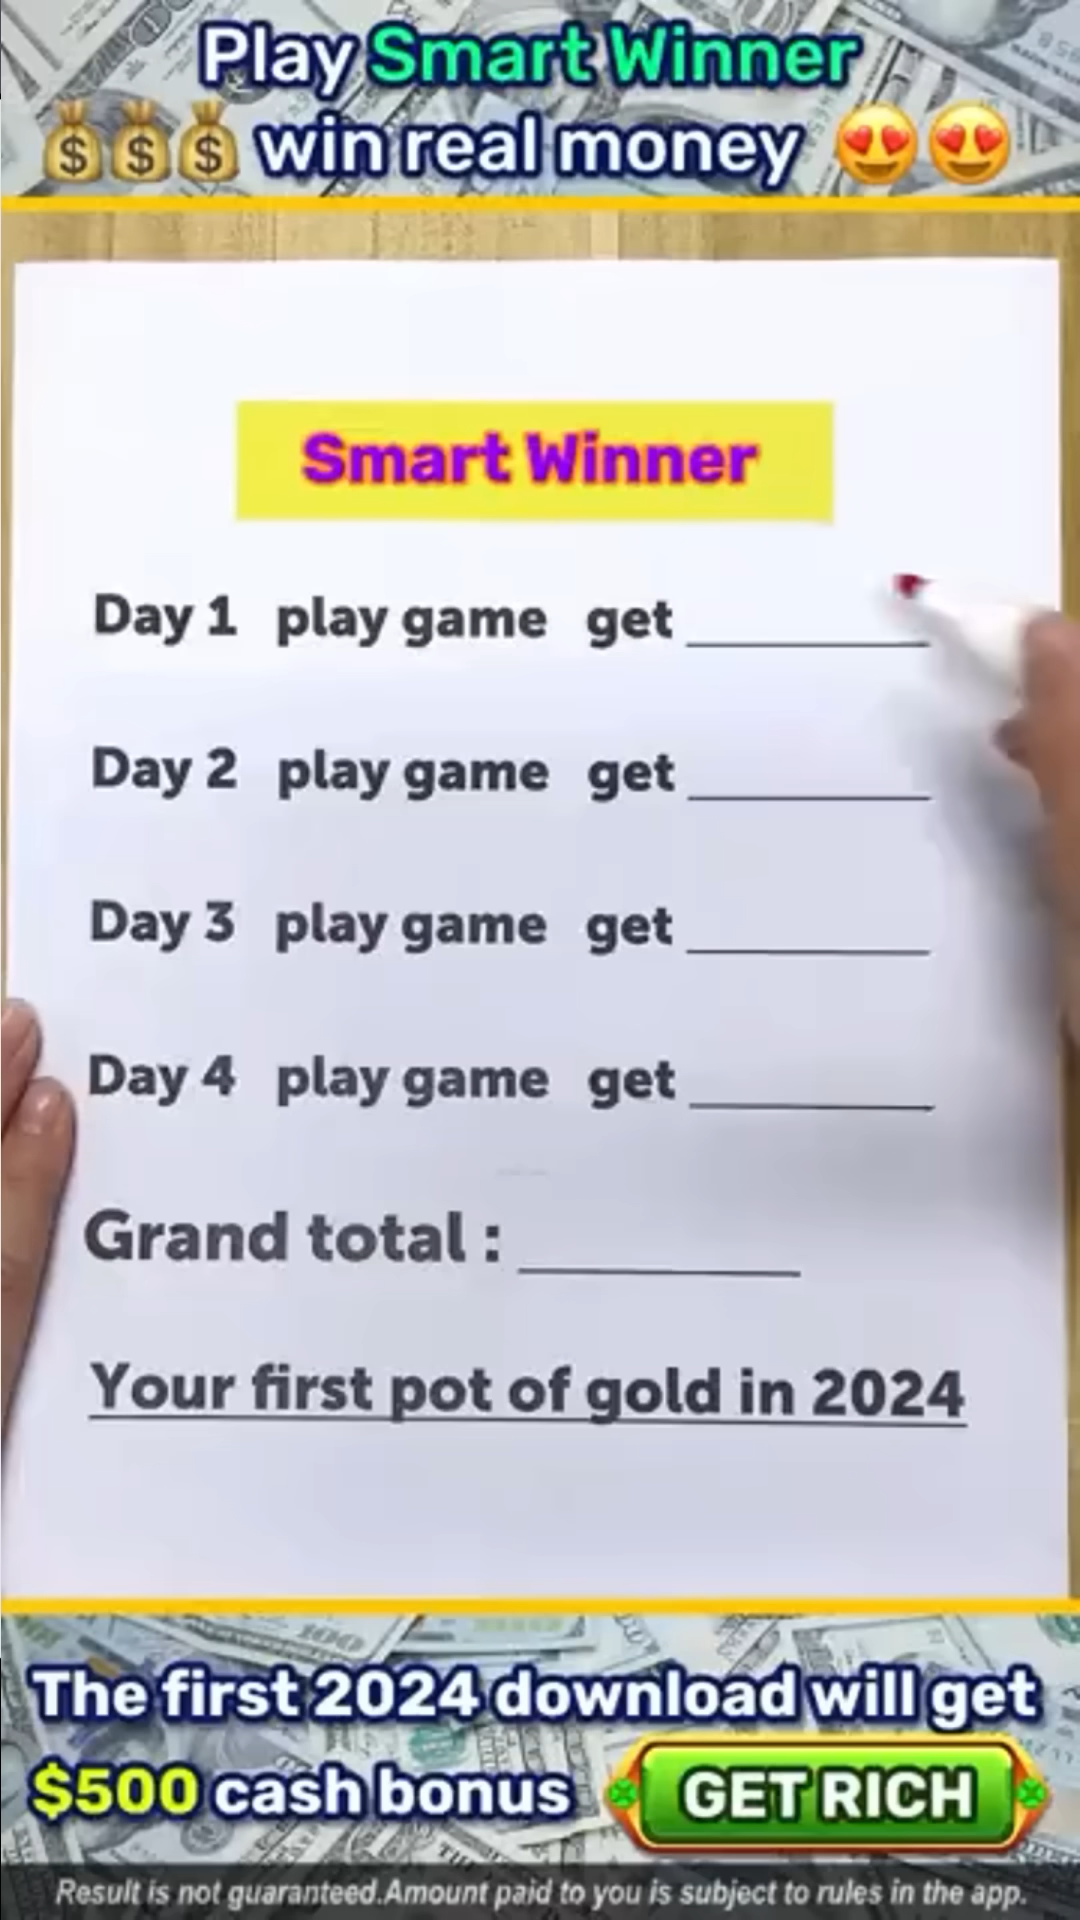 Play Smart Winner
win real money
Smart Winner
Day 1 play game get
Day 2 play game get
Day 3 play game get
Day 4 play game get
Grand total :
Your first pot of gold in 2024
The first 2024 download will get
$500 cash bonus
GET RICH
Result is not guaranteed.Amount paid to you is subject to rules in the app.